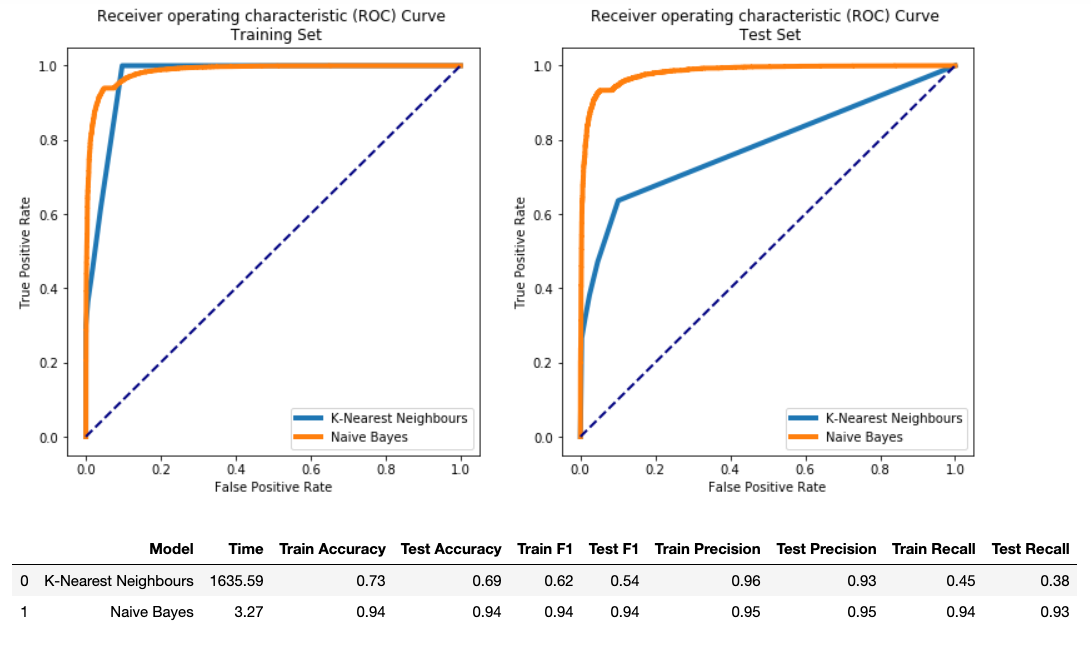 Receiver operating characteristic (ROC) Curve
Training Set
1.0
0.8
0.6
0.4
0.2
0.0
True Positive Rate
K-Nearest Neighbours
Naive Bayes
0.0 0.2 0.4 0.6 0.8 1.0
False Positive Rate
Receiver operating characteristic (ROC) Curve
Test Set
1.0
0.8
0.6
0.4
0.2
0.0
True Positive Rate
K-Nearest Neighbours
Naive Bayes
0.0 0.2 0.4 0.6 0.8 1.0
False Positive Rate
Model Time Train Accuracy Test Accuracy Train F1 Test F1 Train Precision Test Precision Train Recall Test Recall
0 K-Nearest Neighbours 1635.59 0.73 0.69 0.62 0.54 0.96 0.93 0.45 0.38
1 Naive Bayes 3.27 0.94 0.94 0.94 0.94 0.95 0.95 0.94 0.93